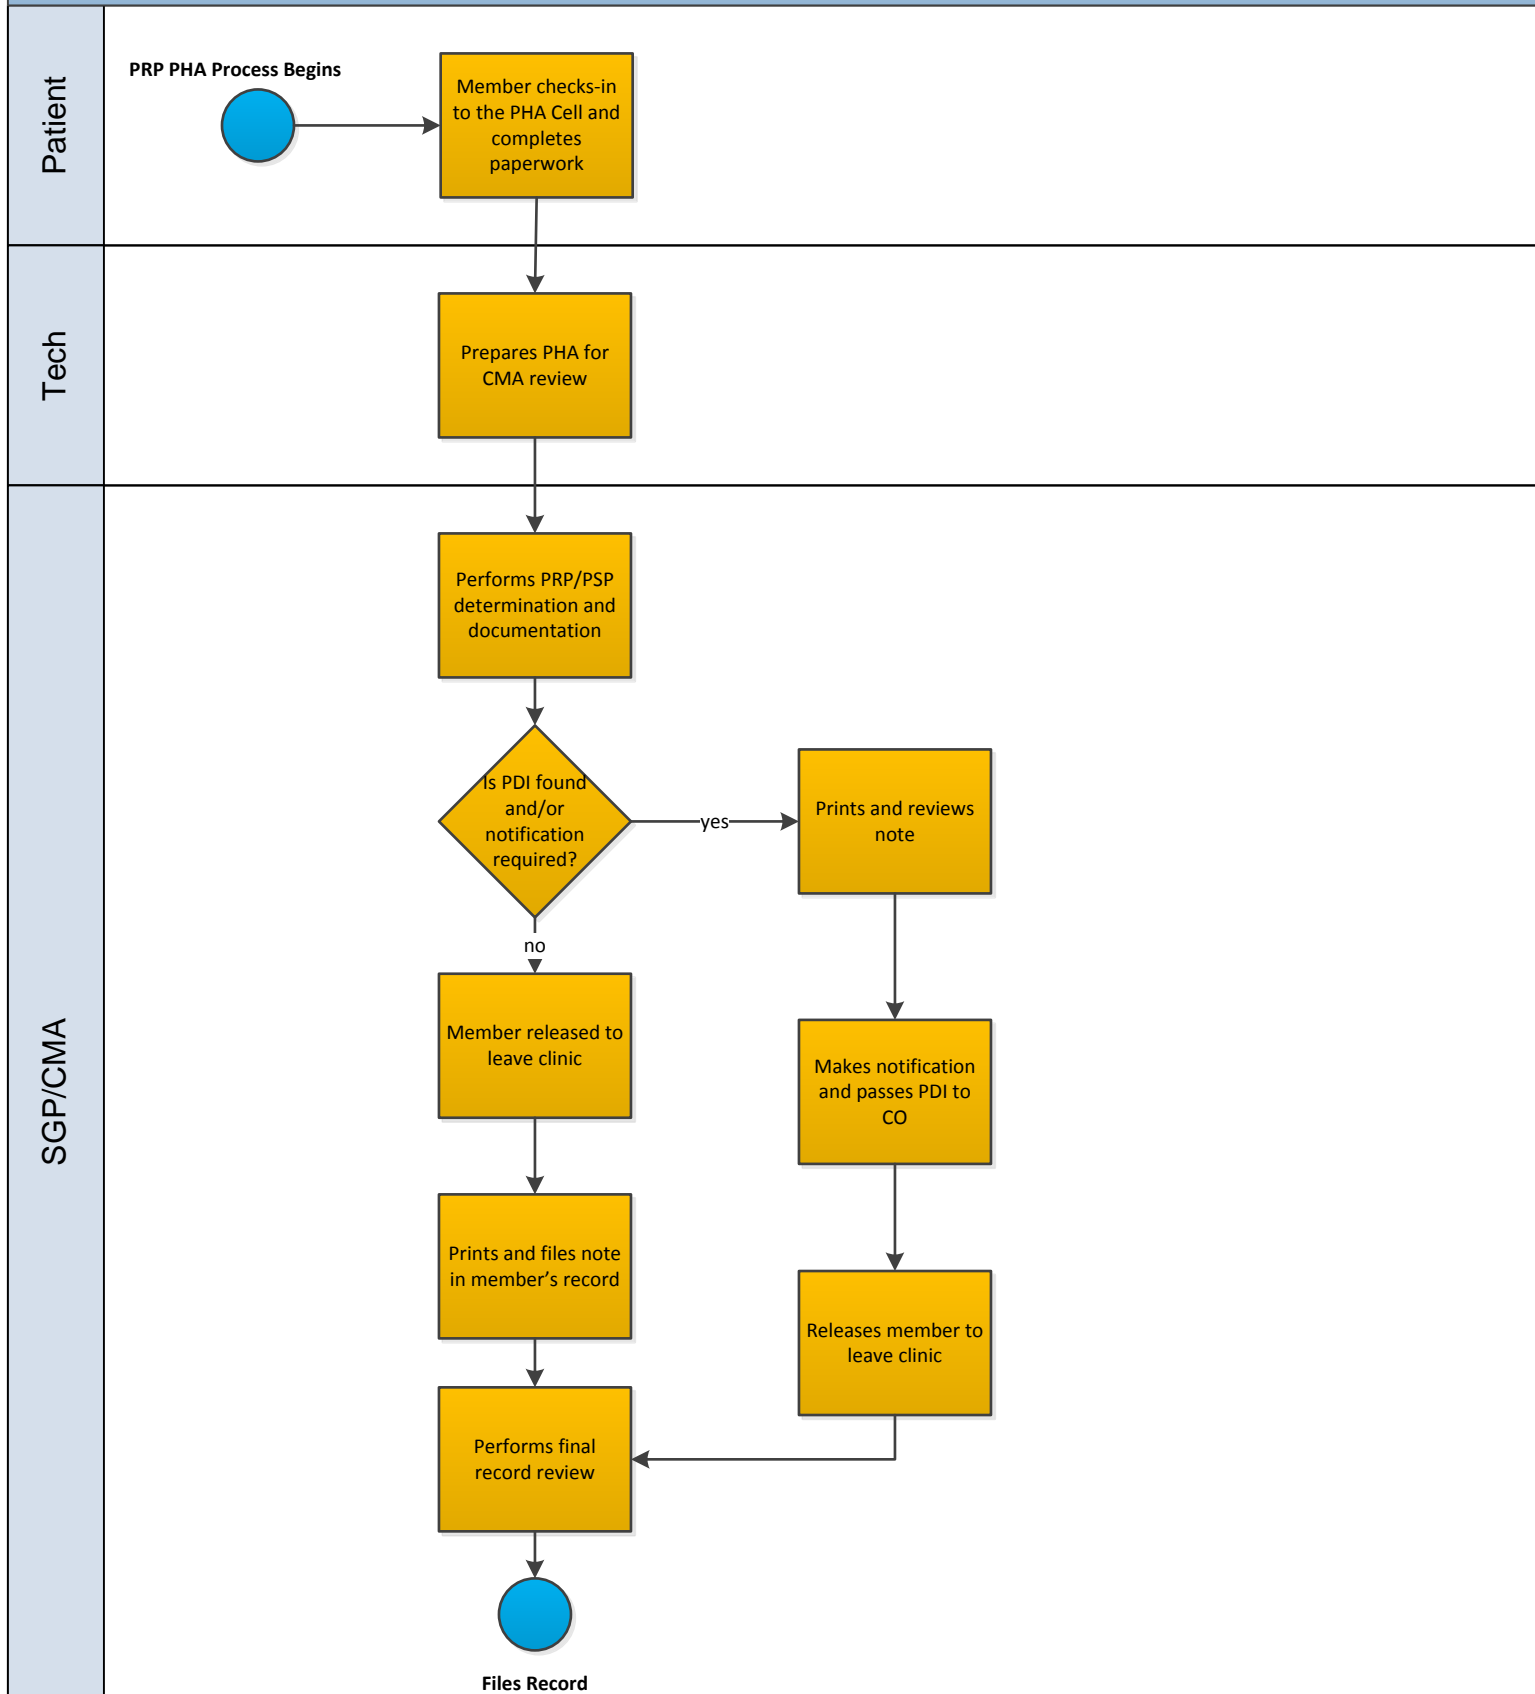 Patient
PRP PHA Process Begins
Member checks-in
to the PHA Cell and
completes
paperwork
Tech
Prepares PHA for
CMA review
SGP/CMA
Performs PRP/PSP
determination and
documentation
Is PDI found
and/or
notification
required?
yes
Prints and reviews
note
no
Member released to
leave clinic
Makes notification
and passes PDI to
CO
Prints and files note
in member’s record
Releases member to
leave clinic
Performs final
record review
Files Record